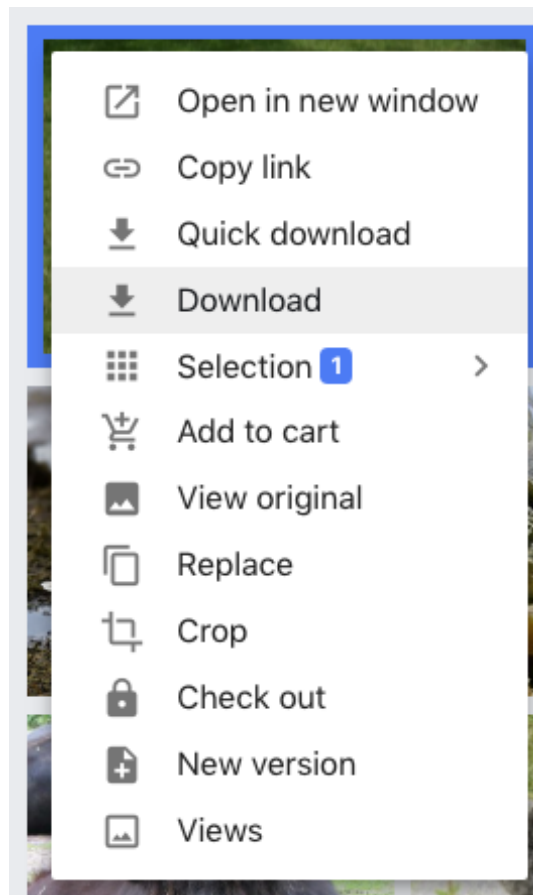 Open in new window
Copy link
Quick download
Download
Selection 1
Add to cart
View original
Replace
Crop
Check out
New version
Views